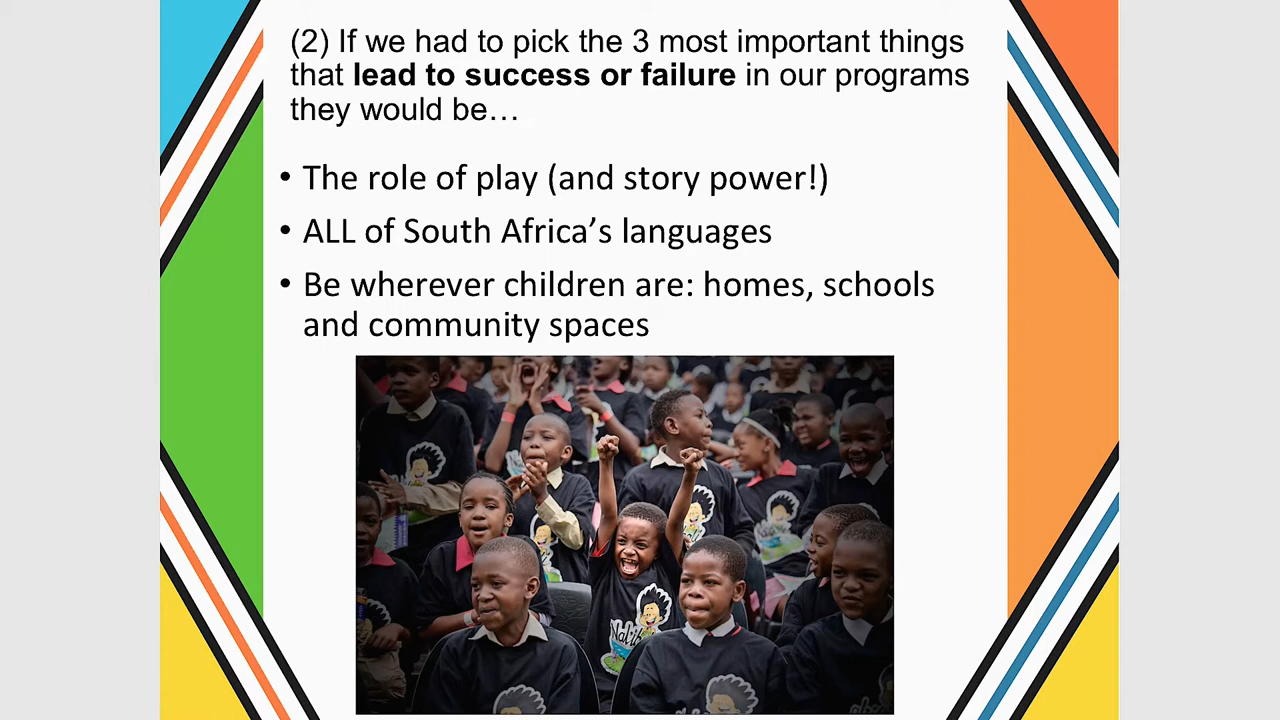 (2) If we had to pick the 3 most important things
that lead to success or failure in our programs
they would be…
• The role of play (and story power!)
• ALL of South Africa’s languages
• Be wherever children are: homes, schools
and community spaces